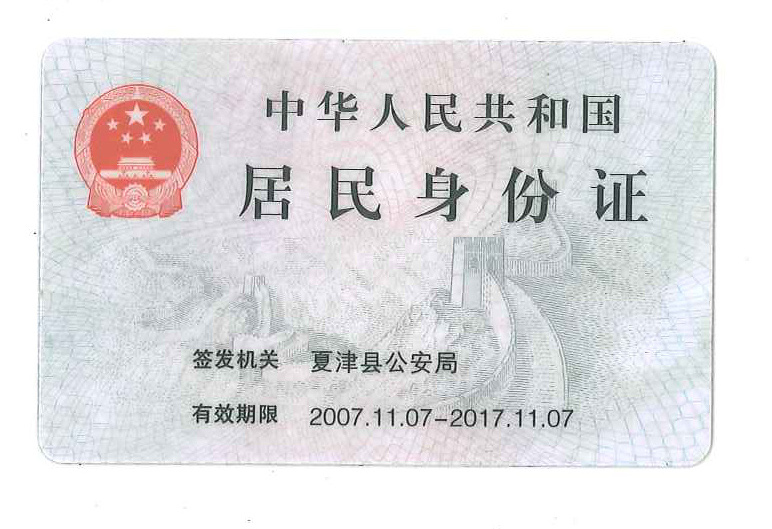 中华人民共和国
居民身份证
签发机关 夏津县公安局
有效期限 2007.11.07-2017.11.07